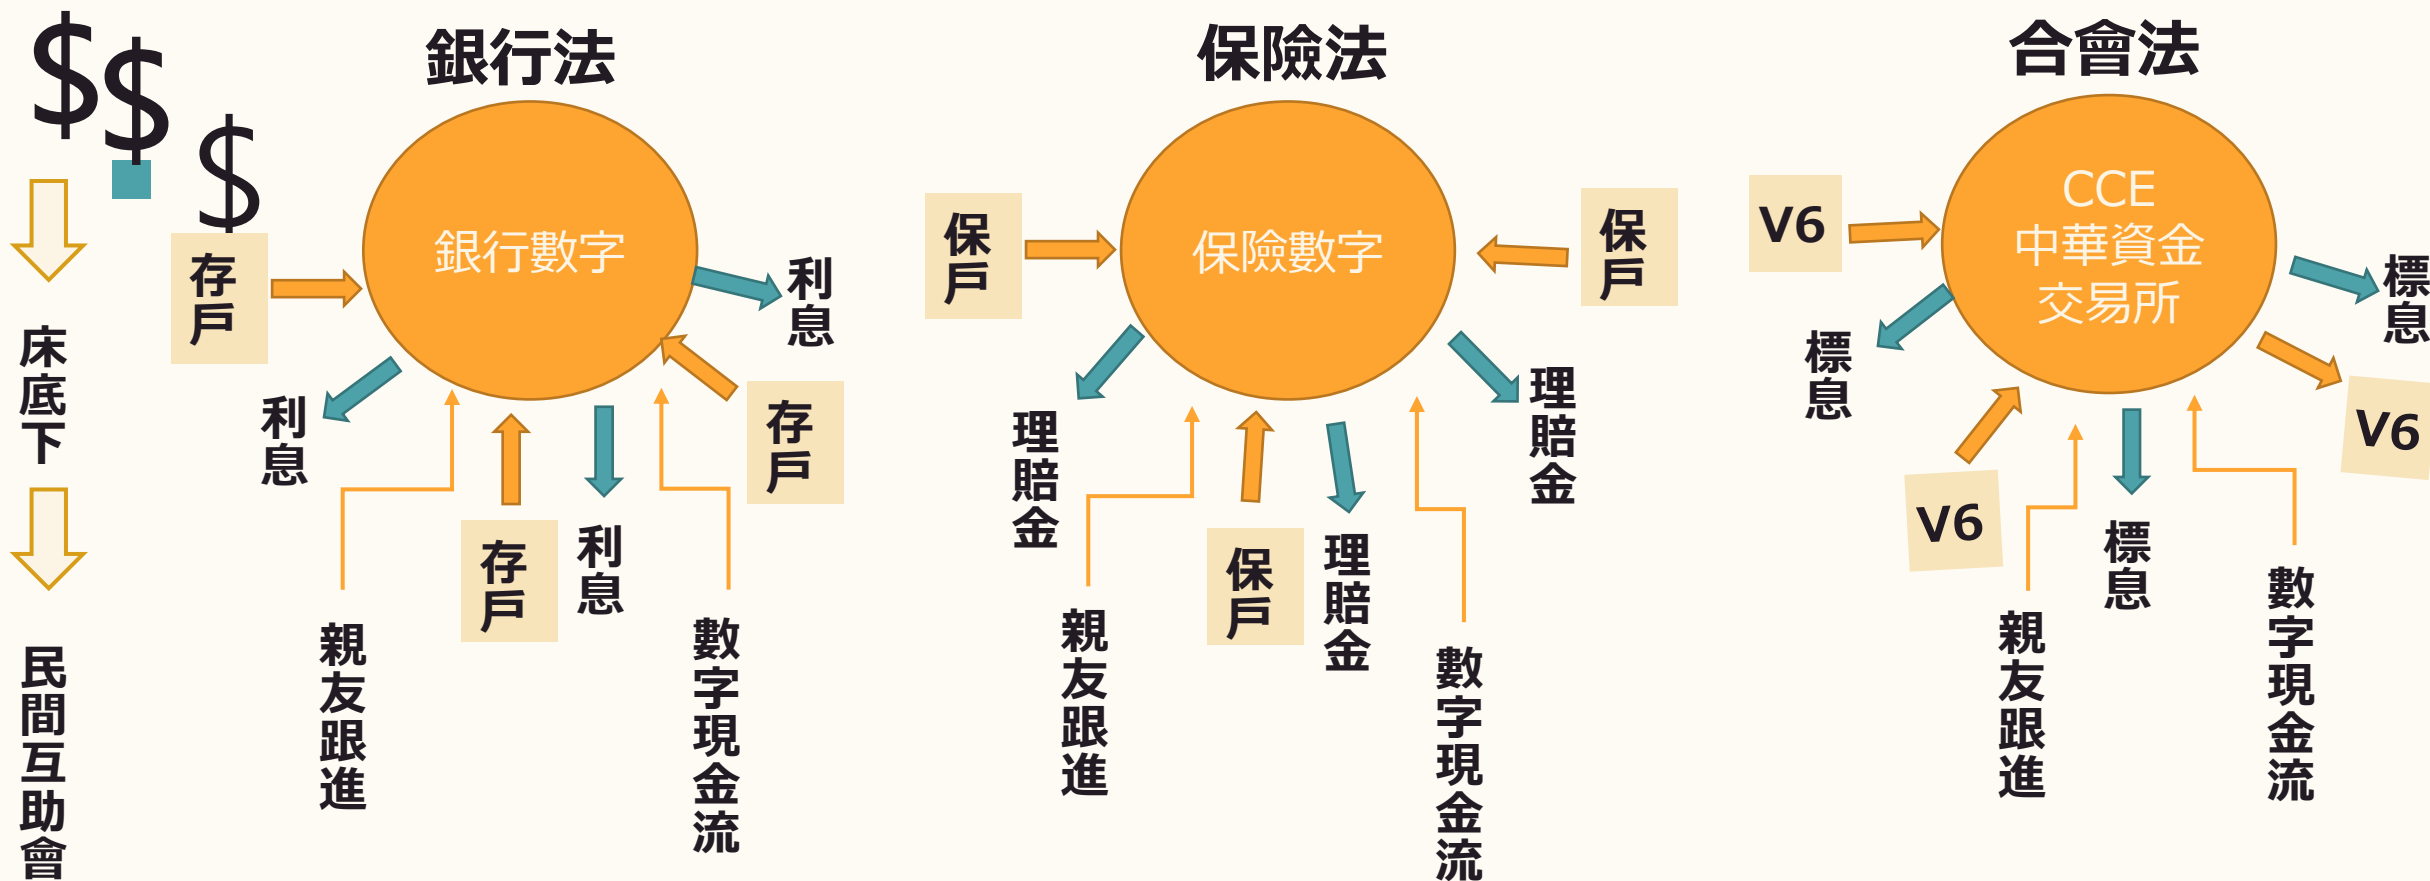 $
$
$
床底下
民間互助會
銀行法
銀行數字
存戶
利息
利息
存戶
存戶
利息
親友跟進
數字現金流
保險法
保險數字
保戶
保戶
理賠金
理賠金
保戶
理賠金
親友跟進
數字現金流
合會法
CCE
中華資金
交易所
V6
標息
標息
V6
V6
標息
親友跟進
數字現金流